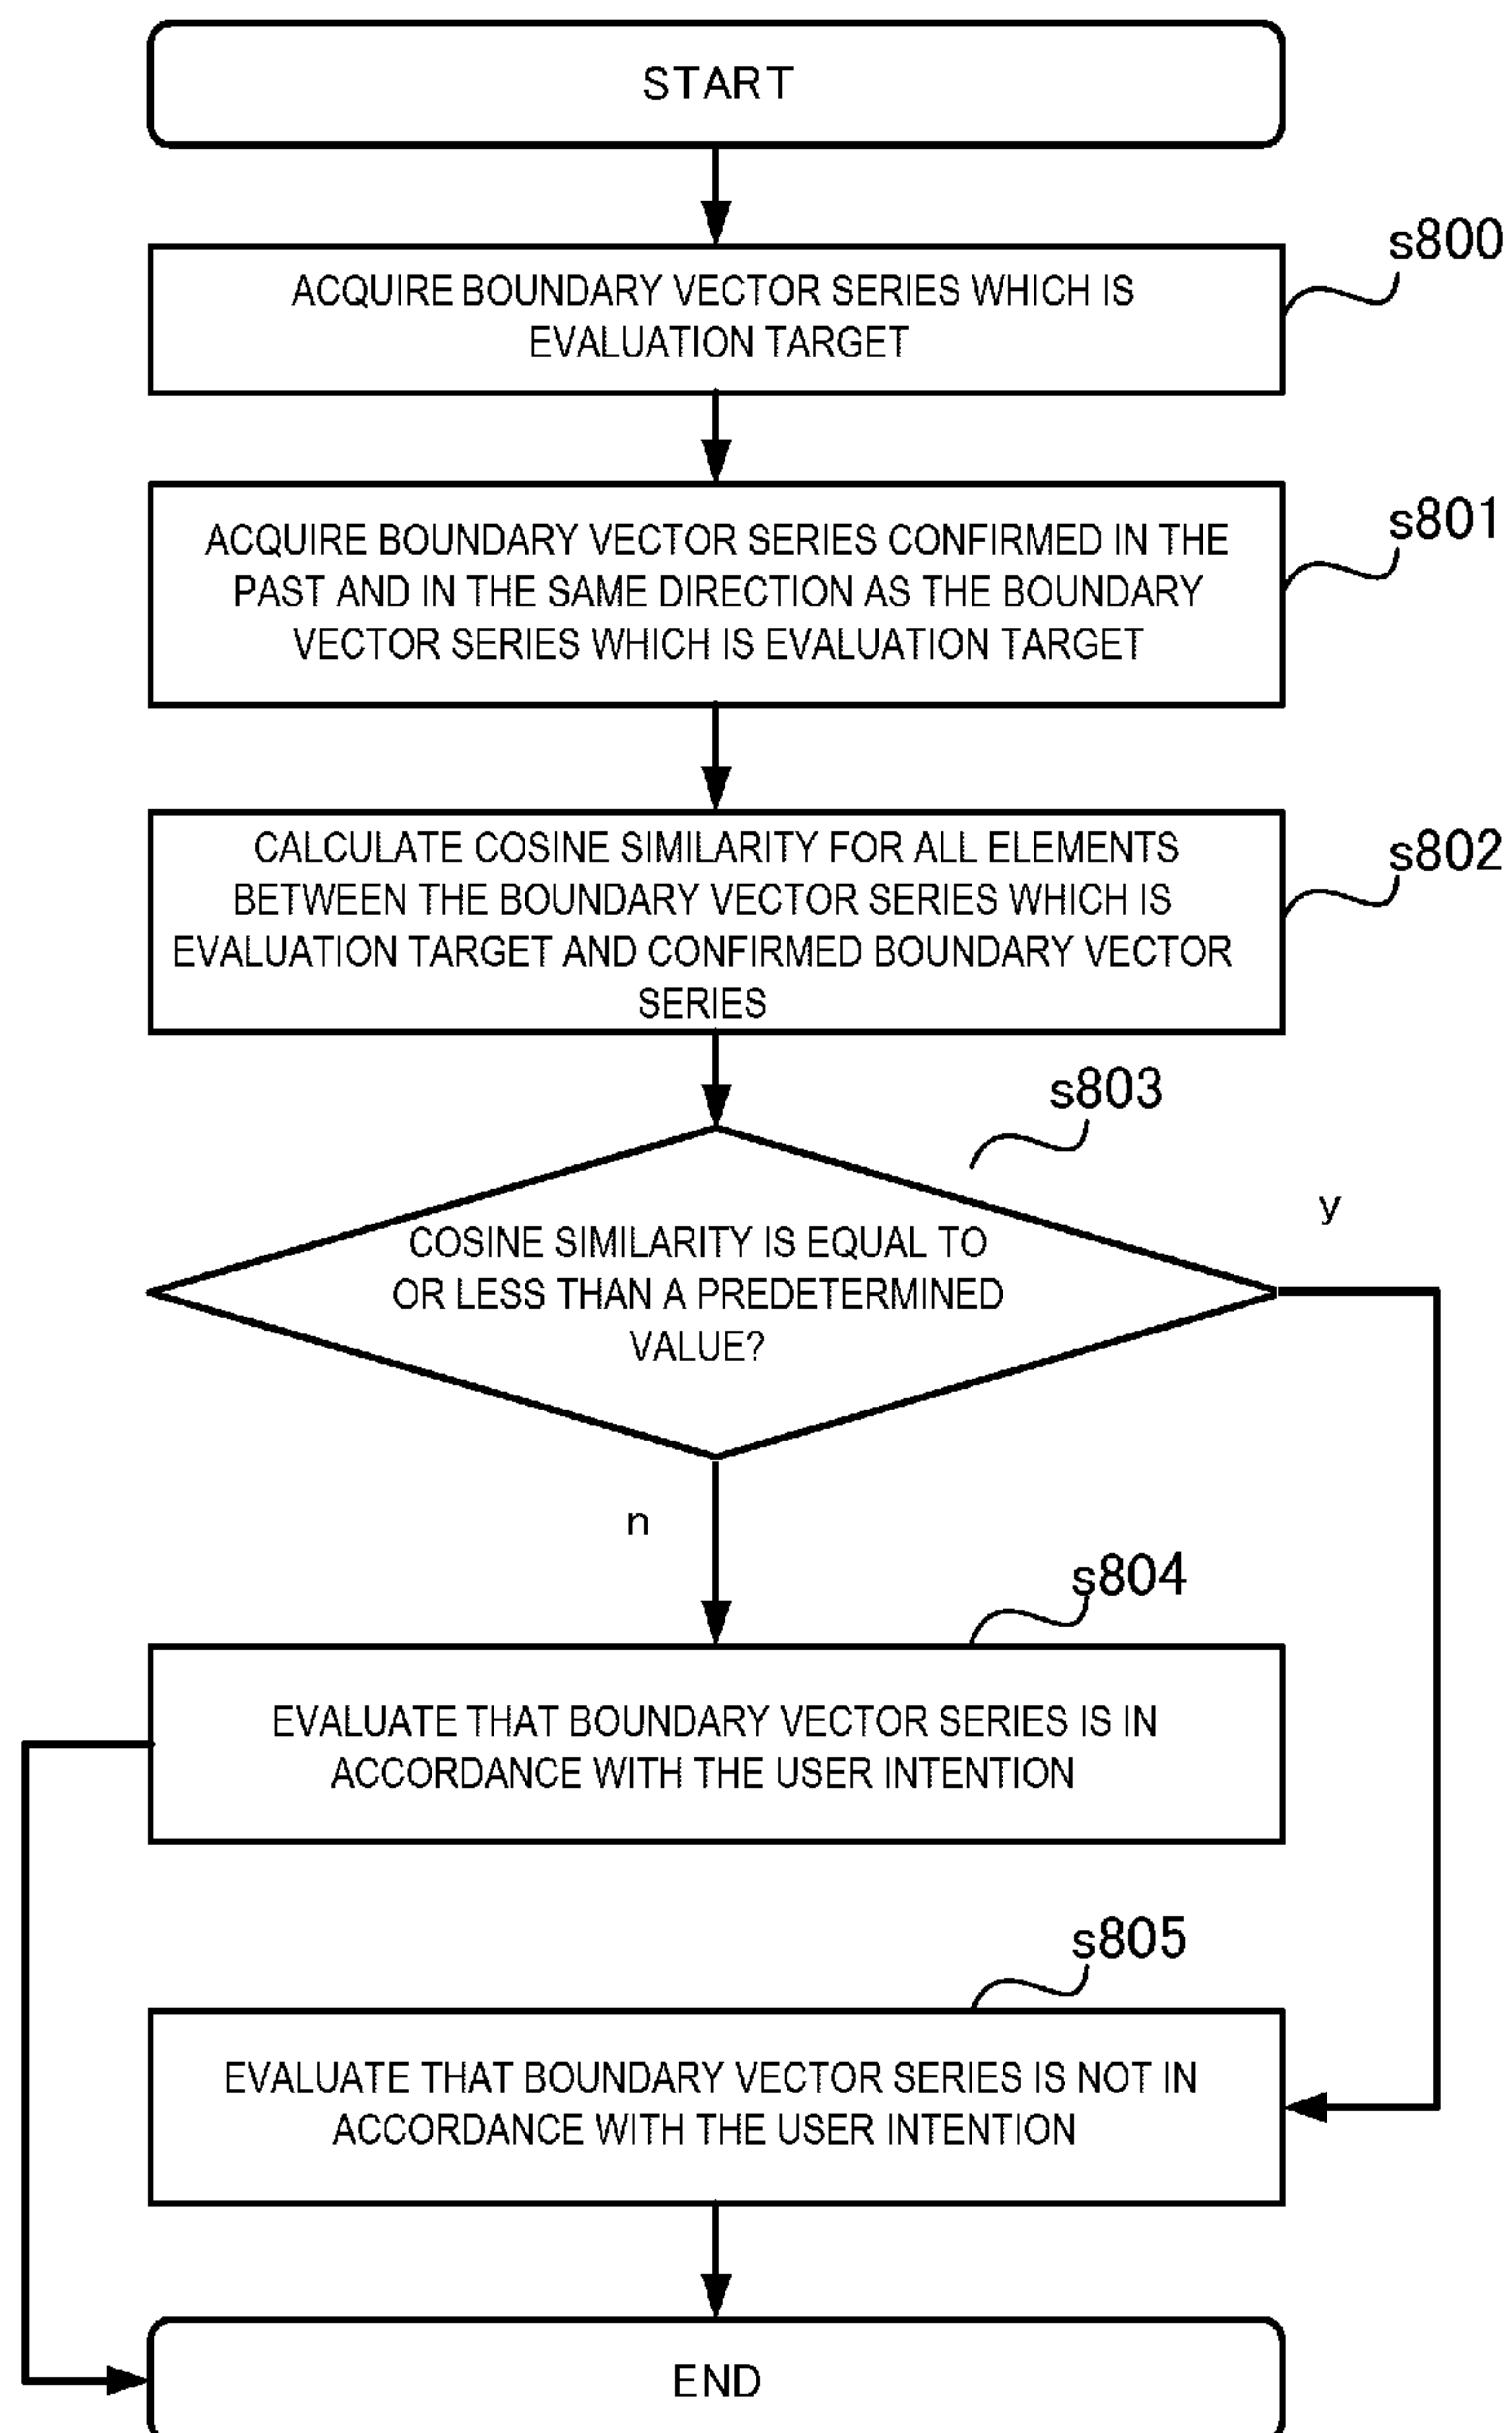 START
s800
ACQUIRE BOUNDARY VECTOR SERIES WHICH IS
EVALUATION TARGET
s801
ACQUIRE BOUNDARY VECTOR SERIES CONFIRMED IN THE
PAST AND IN THE SAME DIRECTION AS THE BOUNDARY
VECTOR SERIES WHICH IS EVALUATION TARGET
s802
CALCULATE COSINE SIMILARITY FOR ALL ELEMENTS
BETWEEN THE BOUNDARY VECTOR SERIES WHICH IS
EVALUATION TARGET AND CONFIRMED BOUNDARY VECTOR
SERIES
s803
y
COSINE SIMILARITY IS EQUAL TO
OR LESS THAN A PREDETERMINED
VALUE?
n
s804
EVALUATE THAT BOUNDARY VECTOR SERIES IS IN
ACCORDANCE WITH THE USER INTENTION
s805
EVALUATE THAT BOUNDARY VECTOR SERIES IS NOT IN
ACCORDANCE WITH THE USER INTENTION
END